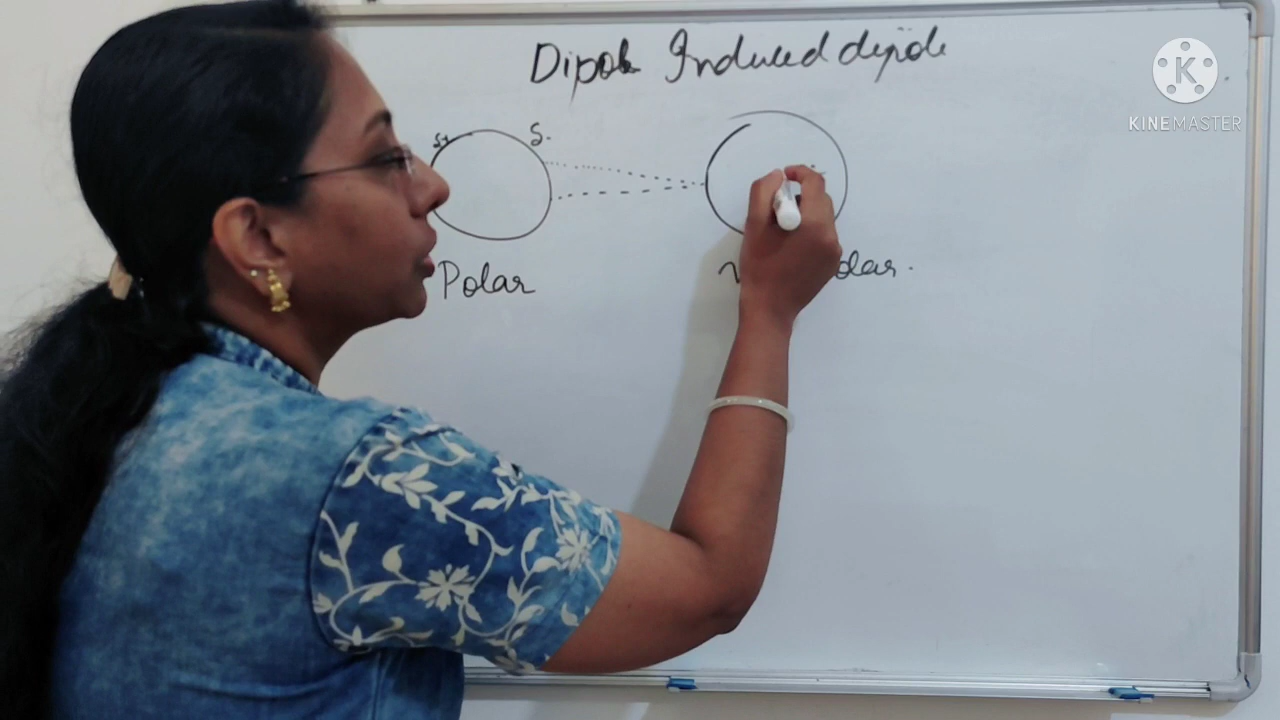 Dipole Induced dipole
δ+ δ-
Polar
K
KINEMASTER